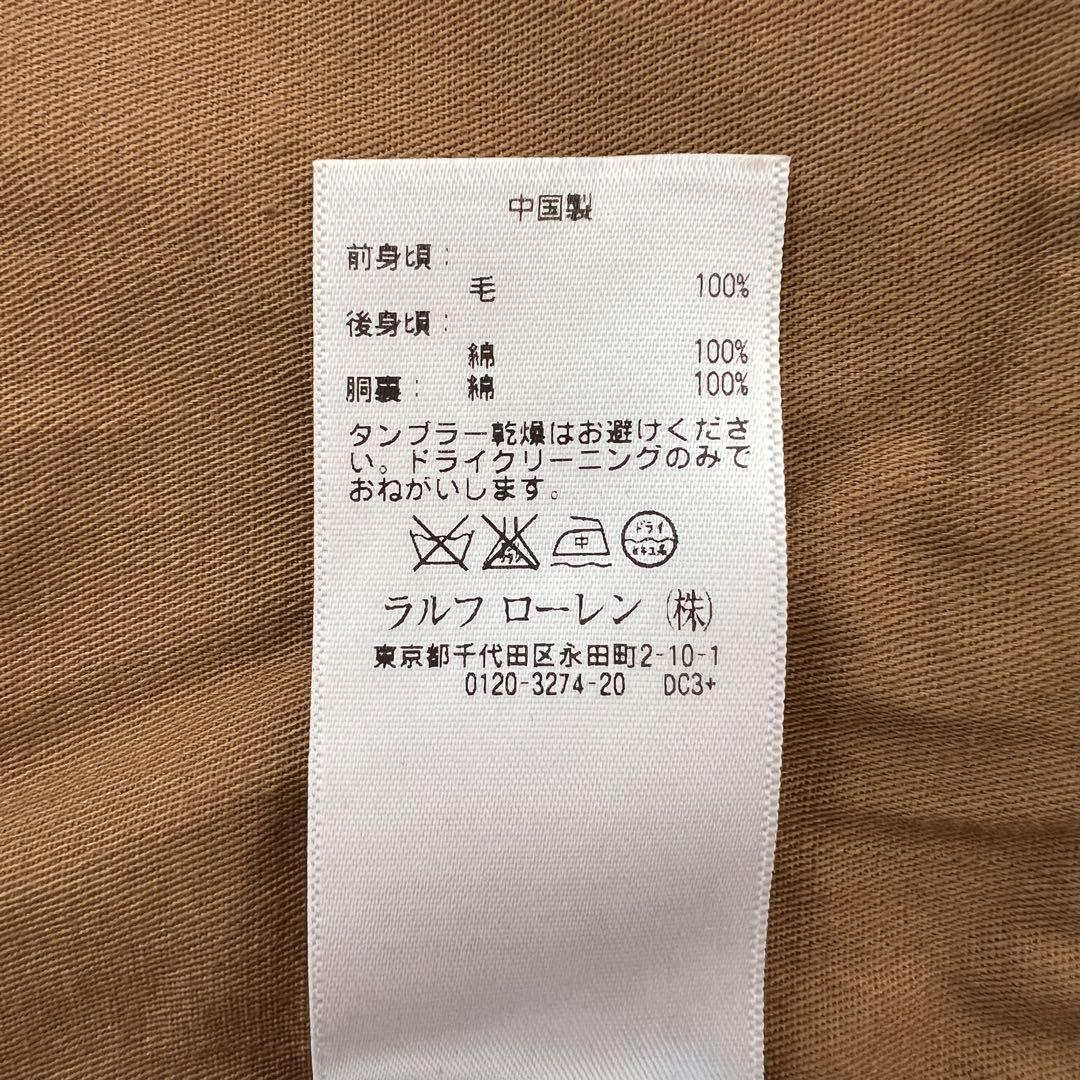 中国製
前身頃:
毛 100%
後身頃:
綿 100%
胴裏: 綿 100%
タンブラー乾燥はお避けくださ
い。ドライクリーニングのみで
おねがいします。
中 ドライ
セキユ系
ラルフ ローレン (株)
東京都千代田区永田町2-10-1
0120-3274-20 DC3+